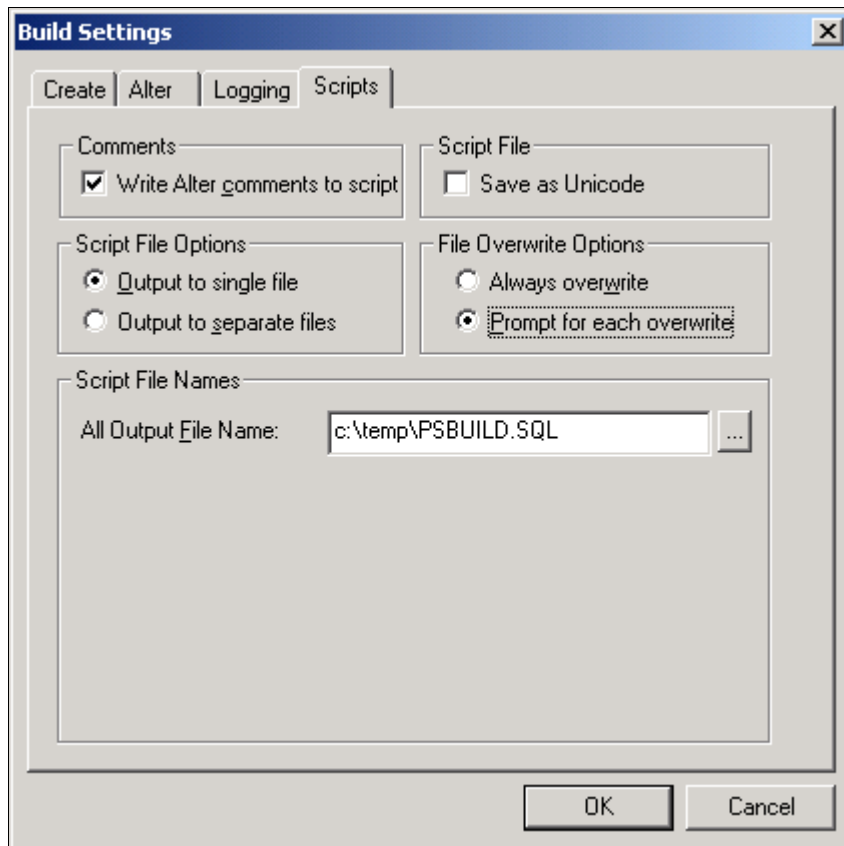 Build Settings
Create Alter Logging Scripts
Comments
Write Alter comments to script
Script File
Save as Unicode
Script File Options
Output to single file
Output to separate files
File Overwrite Options
Always overwrite
Prompt for each overwrite
Script File Names
All Output File Name: c:\temp\PSBUILD.SQL ...
OK Cancel